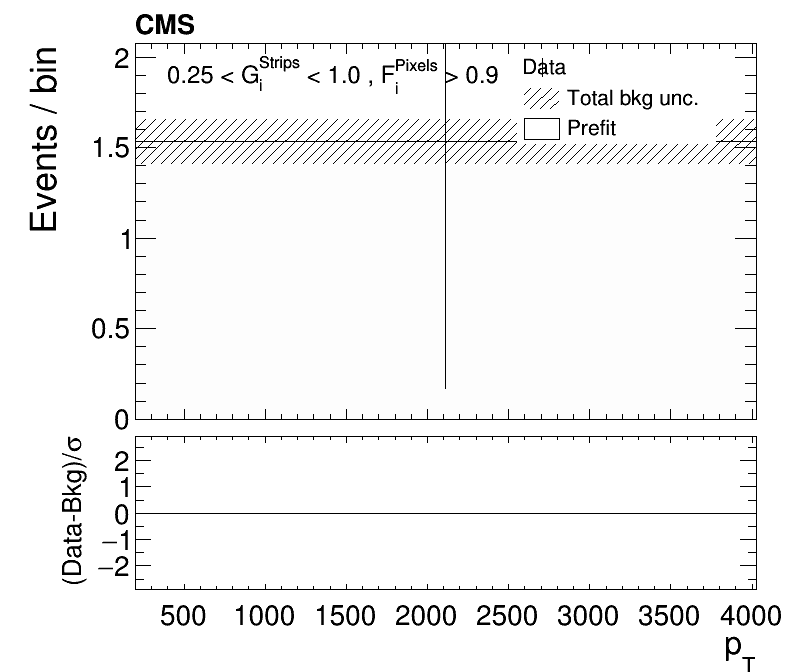 CMS
0.25 < G_i^Strips < 1.0 , F_i^Pixels > 0.9
Data
Total bkg unc.
Prefit
Events / bin
2
1.5
1
0.5
0
(Data-Bkg)/σ
2
1
0
−1
−2
500 1000 1500 2000 2500 3000 3500 4000
p_T